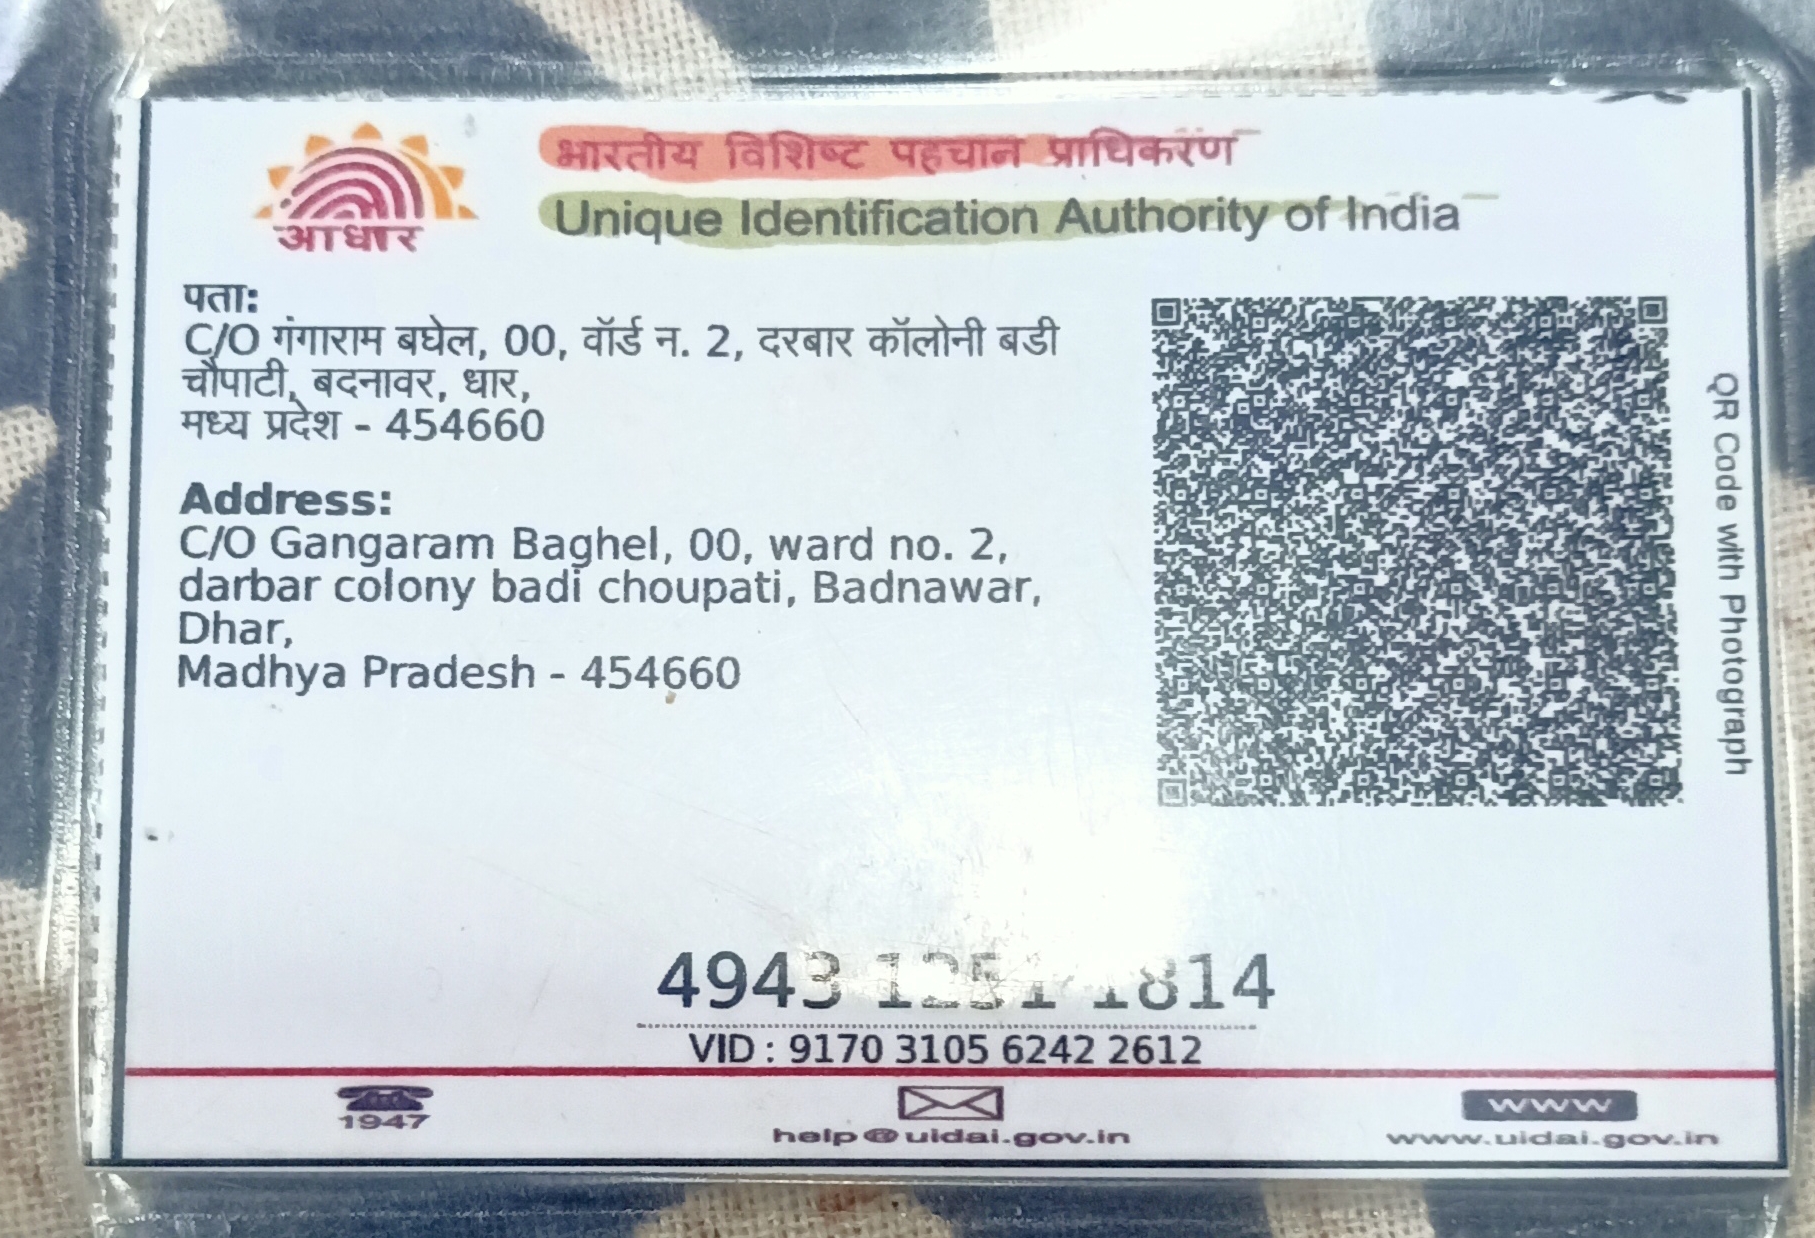 आधार
भारतीय विशिष्ट पहचान प्राधिकरण
Unique Identification Authority of India
पता:
C/O गंगाराम बघेल, 00, वॉर्ड न. 2, दरबार कॉलोनी बडी
चौपाटी, बदनावर, धार,
मध्य प्रदेश - 454660
Address:
C/O Gangaram Baghel, 00, ward no. 2,
darbar colony badi choupati, Badnawar,
Dhar,
Madhya Pradesh - 454660
QR Code with Photograph
4943 1814
VID : 9170 3105 6242 2612
1947
help@uidai.gov.in
www
www.uidai.gov.in